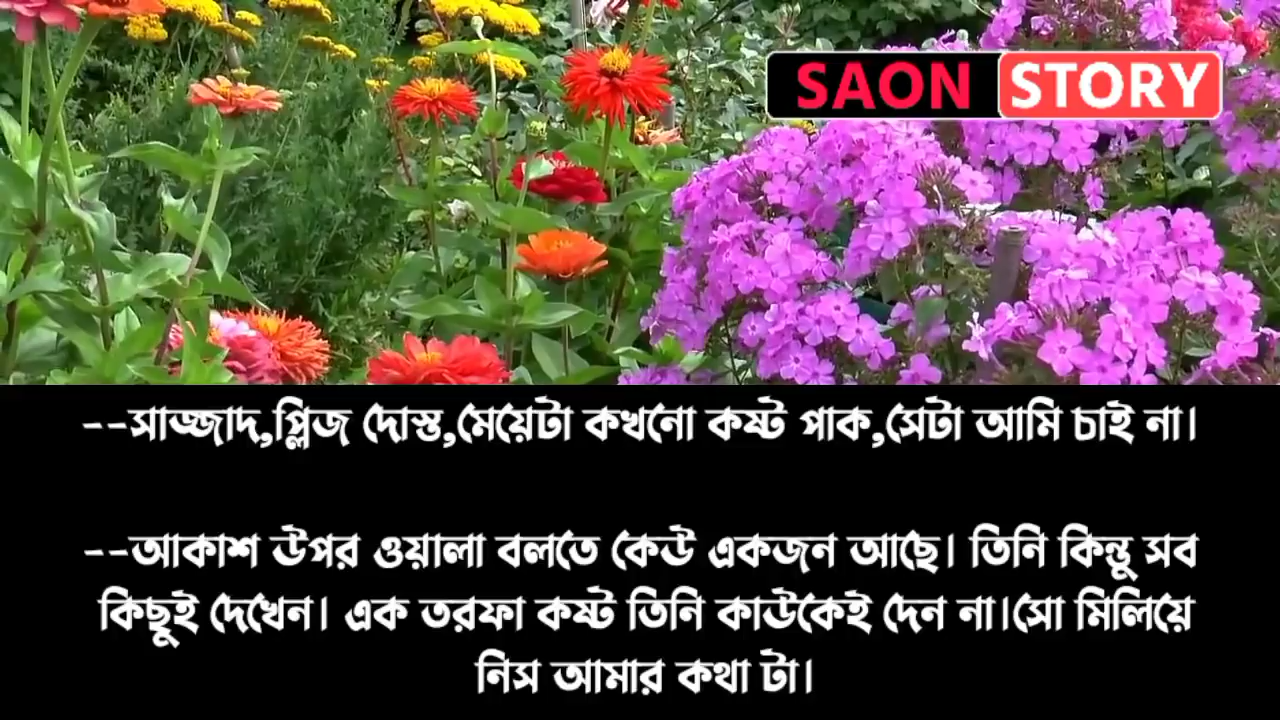 SAON STORY
--সাজ্জাদ,প্লিজ দোস্ত,মেয়েটা কখনো কষ্ট পাক,সেটা আমি চাই না।
--আকাশ উপর ওয়ালা বলতে কেউ একজন আছে। তিনি কিন্তু সব
কিছুই দেখেন। এক তরফা কষ্ট তিনি কাউকেই দেন না।সো মিলিয়ে
নিস আমার কথা টা।